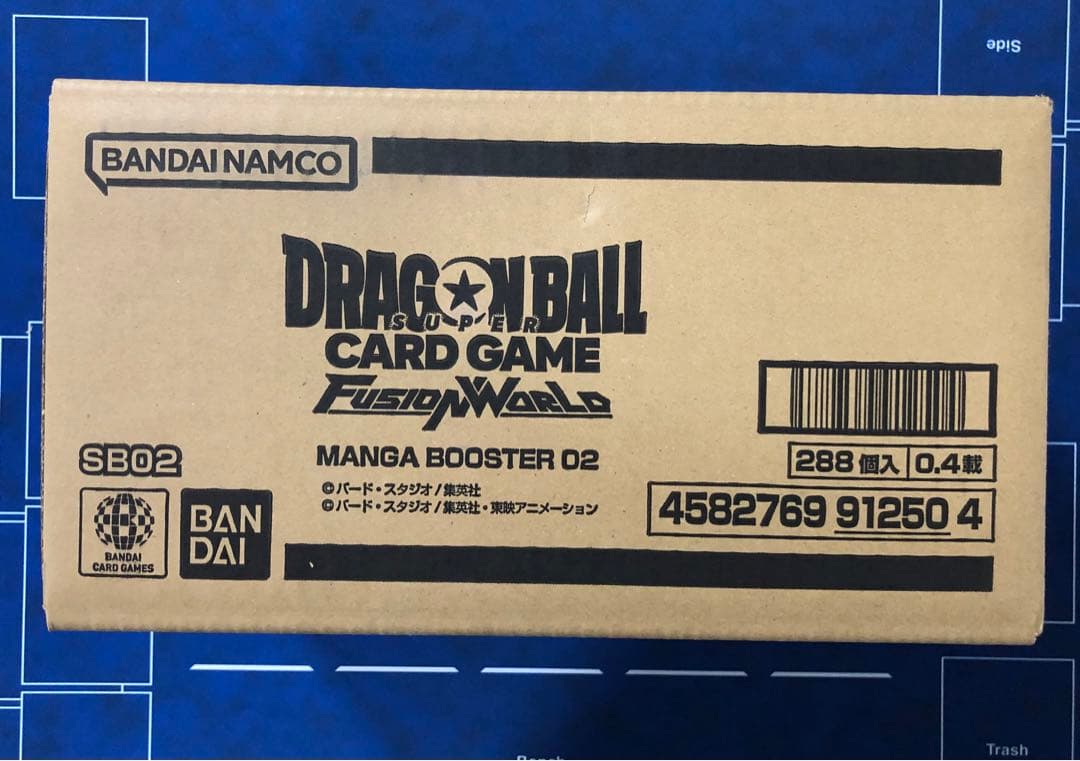 Side
BANDAI NAMCO
DRAGONBALL
SUPER
CARD GAME
FUSION WORLD
288個入 0.4載
SB02
MANGA BOOSTER 02
4582769 91250 4
©バード・スタジオ/集英社
©バード・スタジオ/集英社・東映アニメーション
BANDAI
CARD GAMES
BAN
DAI
Trash